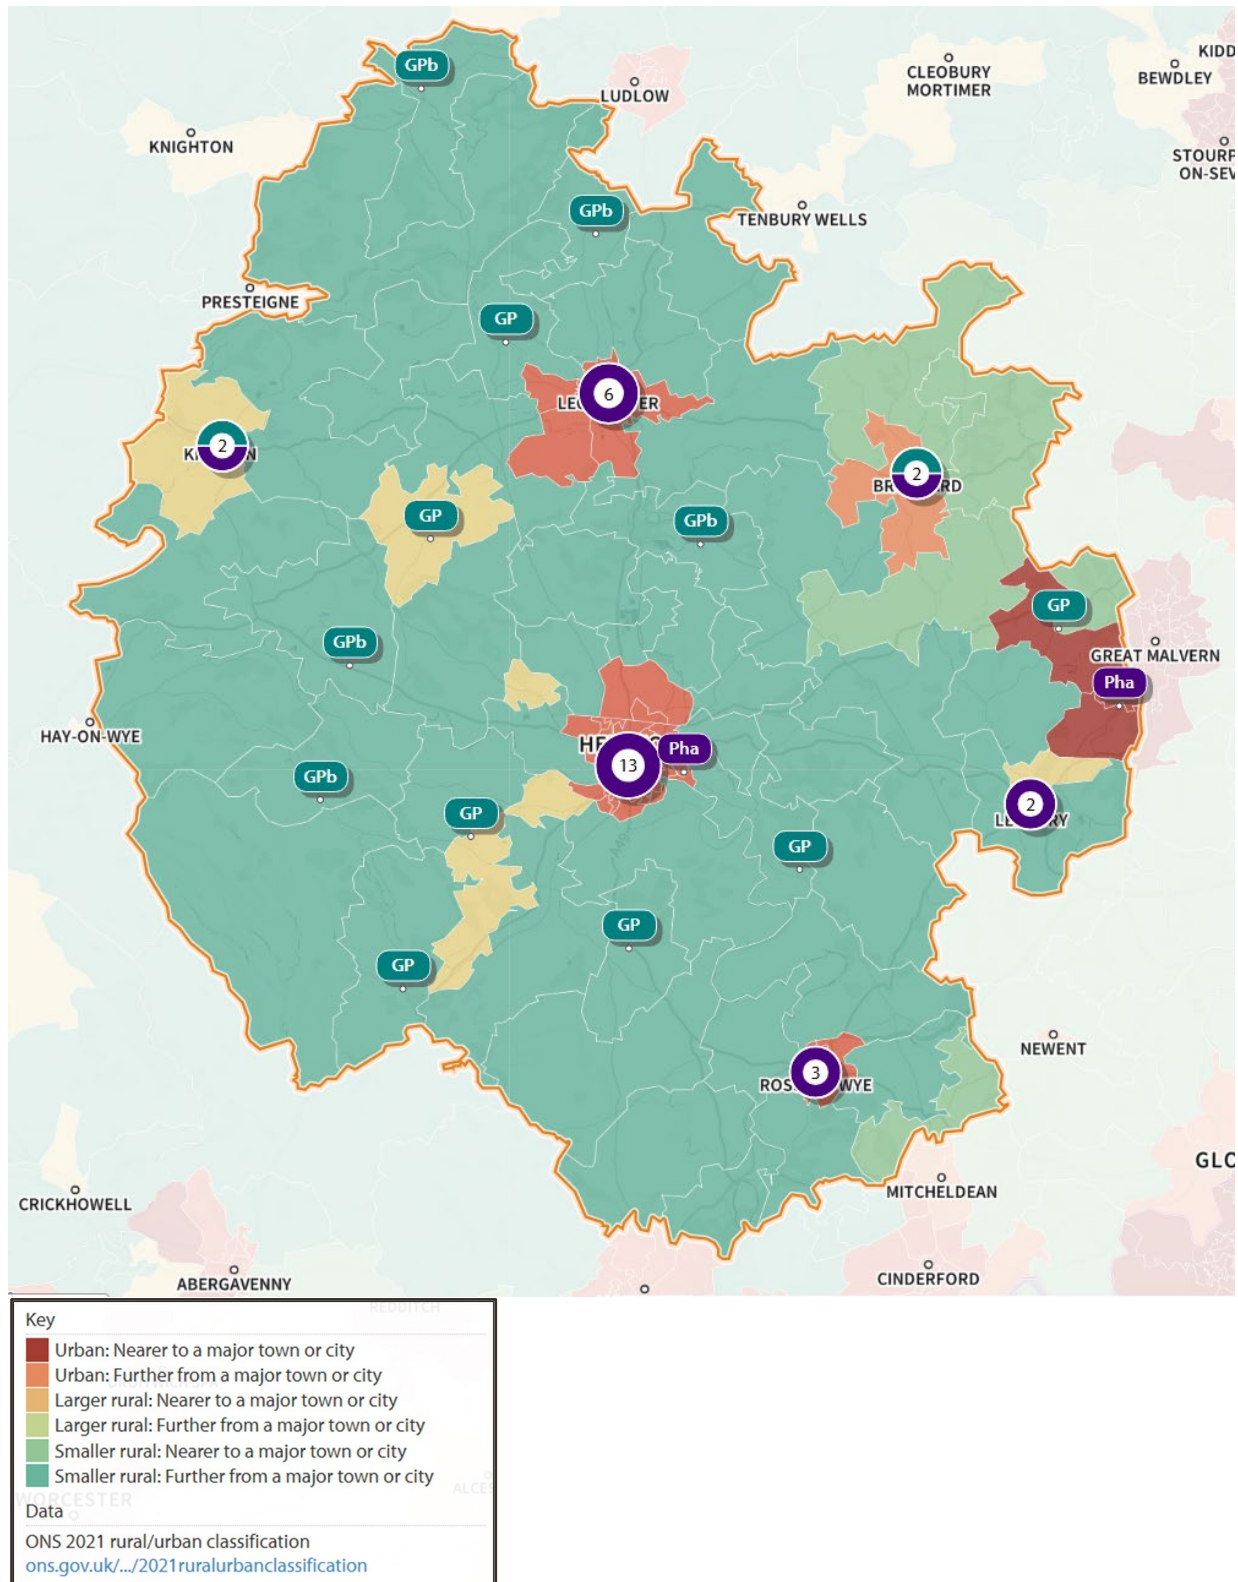 KIDD
CLEOBURY
MORTIMER
BEWDLEY
GPb
LUDLOW
KNIGHTON
STOURP
ON-SEV
GPb
TENBURY WELLS
PRESTEIGNE
GP
6
2
2
GP
GPb
GP
GPb
GREAT MALVERN
Pha
HAY-ON-WYE
Pha
13
GPb
2
GP
GP
GP
GP
A49
NEWENT
3
GLO
MITCHELDEAN
CRICKHOWELL
ABERGAVENNY
CINDERFORD
REDDITCH
Key
Urban: Nearer to a major town or city
Urban: Further from a major town or city
Larger rural: Nearer to a major town or city
Larger rural: Further from a major town or city
Smaller rural: Nearer to a major town or city
Smaller rural: Further from a major town or city
WORCESTER
ALCES
Data
ONS 2021 rural/urban classification
ons.gov.uk/.../2021ruralurbanclassification